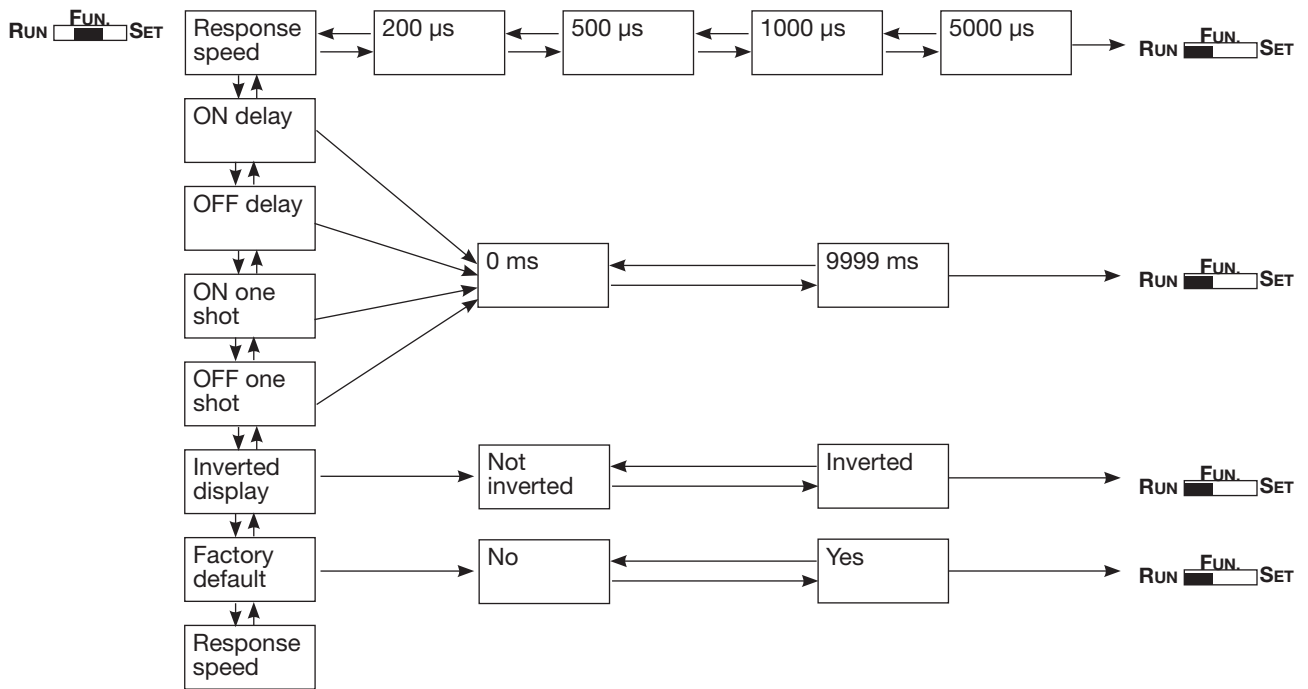 FUN.
RUN SET
Response
speed
200 µs
500 µs
1000 µs
5000 µs
FUN.
RUN SET
ON delay
OFF delay
ON one
shot
OFF one
shot
0 ms
9999 ms
FUN.
RUN SET
Inverted
display
Not
inverted
Inverted
FUN.
RUN SET
Factory
default
No
Yes
FUN.
RUN SET
Response
speed